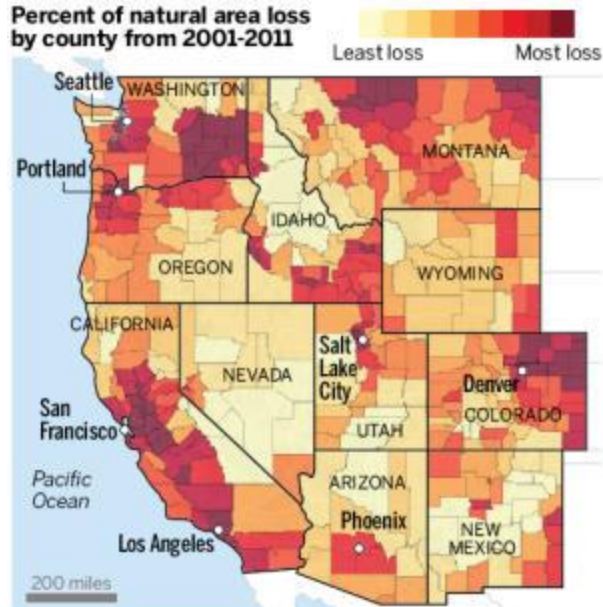 Percent of natural area loss
by county from 2001-2011
Least loss
Most loss
Seattle
WASHINGTON
Portland
MONTANA
IDAHO
OREGON
WYOMING
CALIFORNIA
Salt
Lake
City
NEVADA
Denver
COLORADO
San
Francisco
UTAH
Pacific
Ocean
ARIZONA
Phoenix
NEW
MEXICO
Los Angeles
200 miles